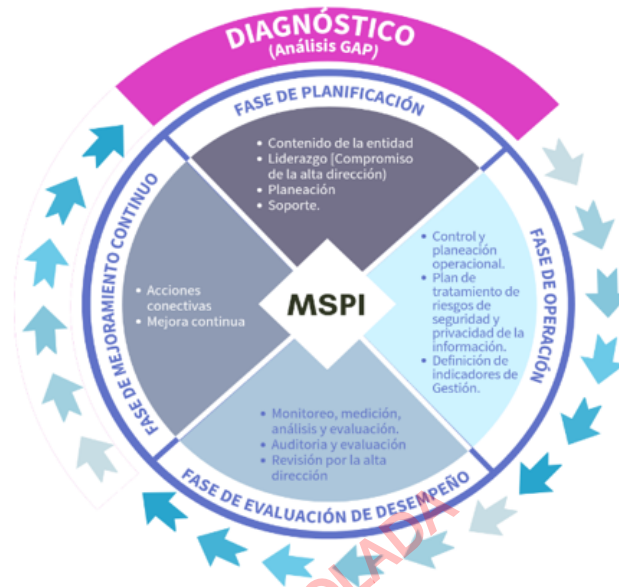 DIAGNÓSTICO
(Análisis GAP)
FASE DE PLANIFICACIÓN
• Contenido de la entidad
• Liderazgo [Compromiso
de la alta dirección)
• Planeación
• Soporte.
FASE DE OPERACIÓN
• Control y
planeación
operacional.
• Plan de
tratamiento de
riesgos de
seguridad y
privacidad de la
información.
• Definición de
indicadores de
Gestión.
MSPI
FASE DE MEJORAMIENTO CONTINUO
• Acciones
conectivas
• Mejora continua
• Monitoreo, medición,
análisis y evaluación.
• Auditoria y evaluación
• Revisión por la alta
dirección
FASE DE EVALUACIÓN DE DESEMPEÑO
OLADA